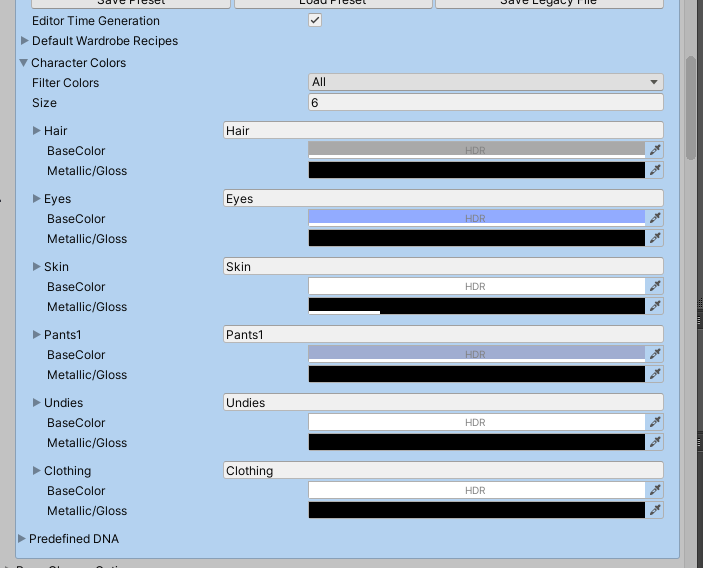 Save Preset Load Preset Save Legacy File
Editor Time Generation
Default Wardrobe Recipes
Character Colors
Filter Colors All
Size 6
Hair Hair
BaseColor HDR
Metallic/Gloss
Eyes Eyes
BaseColor HDR
Metallic/Gloss
Skin Skin
BaseColor HDR
Metallic/Gloss
Pants1 Pants1
BaseColor HDR
Metallic/Gloss
Undies Undies
BaseColor HDR
Metallic/Gloss
Clothing Clothing
BaseColor HDR
Metallic/Gloss
Predefined DNA